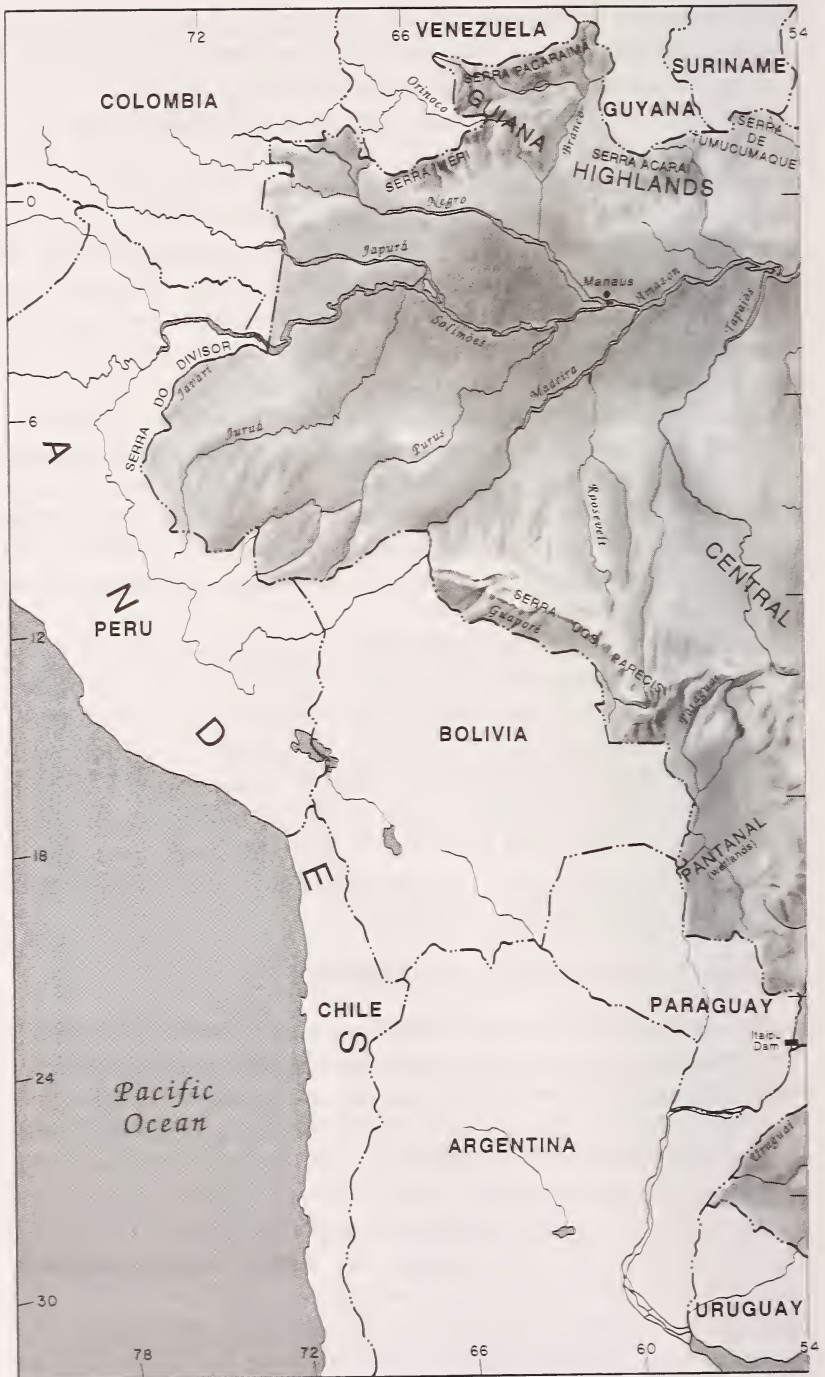 72
66
54
VENEZUELA
COLOMBIA
SERRA PACARAIMÃ
SURINAME
Orinoco
GUIANA
GUYANA
Branco
SERRA
DE
TUMUCUMAQUE
SERRA IMERI
SERRA ACARAI
HIGHLANDS
0
Negro
Japurá
Manaus
Amazon
Solimões
Tapajós
SERRA DO DIVISOR
Javari
Madeira
6
Juruá
Purus
Roosevelt
CENTRAL
ANDES
PERU
12
SERRA DOS PARECIS
Guaporé
Paraguai
BOLIVIA
18
PANTANAL
(wetlands)
CHILE
PARAGUAY
Itaipu
Dam
24
Pacific
Ocean
ARGENTINA
Uruguai
30
URUGUAY
78
72
66
60
54